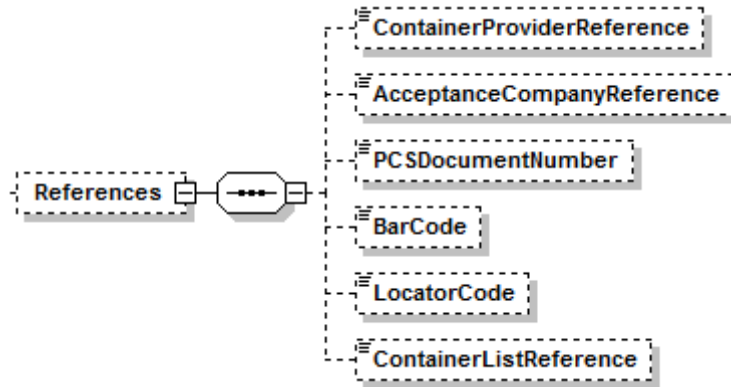 ContainerProviderReference
AcceptanceCompanyReference
PCSDocumentNumber
References
BarCode
LocatorCode
ContainerListReference